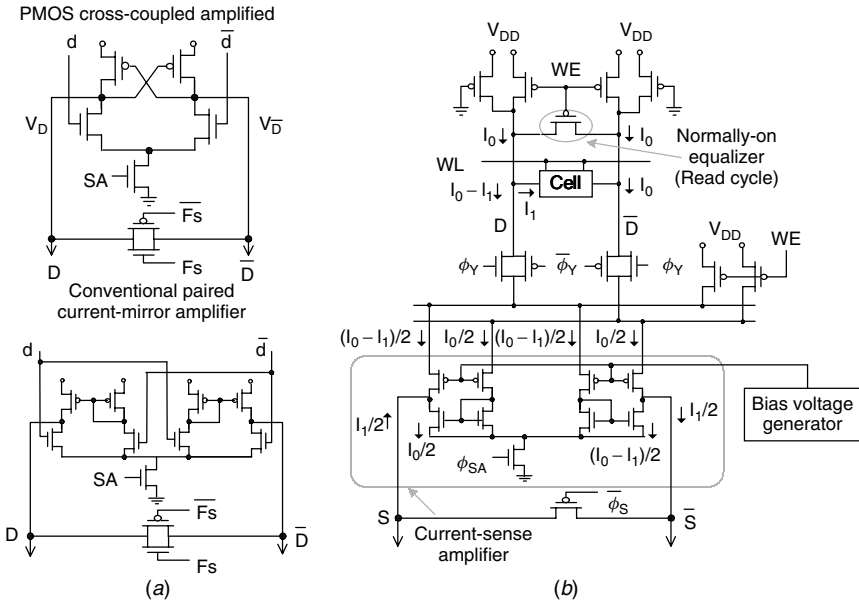 PMOS cross-coupled amplified
d
d̅
V_D
V_D̅
SA
F̅s̅
Fs
D
D̅
Conventional paired
current-mirror amplifier
d
d̅
SA
F̅s̅
D
D̅
Fs
(a)
V_DD
V_DD
WE
I₀↓
↓ I₀
Normally-on
equalizer
(Read cycle)
WL
Cell
I₀ – I₁↓
→
I₁
↓ I₀
D
D̅
V_DD
WE
ϕ_Y
ϕ̅_Y
ϕ_Y
(I₀ – I₁)/2 ↓
I₀/2 ↓
(I₀ – I₁)/2 ↓
I₀/2 ↓
I₁/2 ↑
↓ I₁/2
Bias voltage
generator
↓ I₀/2
↓ (I₀ – I₁)/2
ϕ_SA
ϕ̅_S
S
S̅
Current-sense
amplifier
(b)